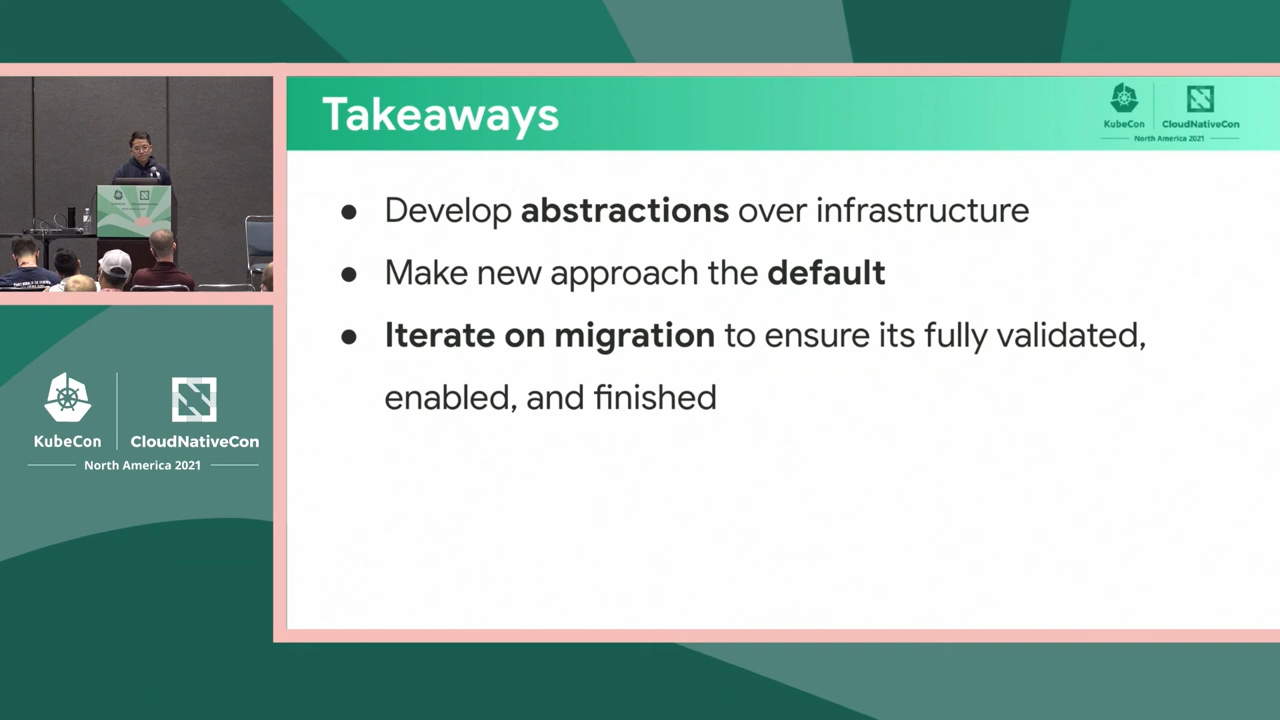 Takeaways
KubeCon
CloudNativeCon
North America 2021
● Develop abstractions over infrastructure
● Make new approach the default
● Iterate on migration to ensure its fully validated,
enabled, and finished
KubeCon
CloudNativeCon
North America 2021